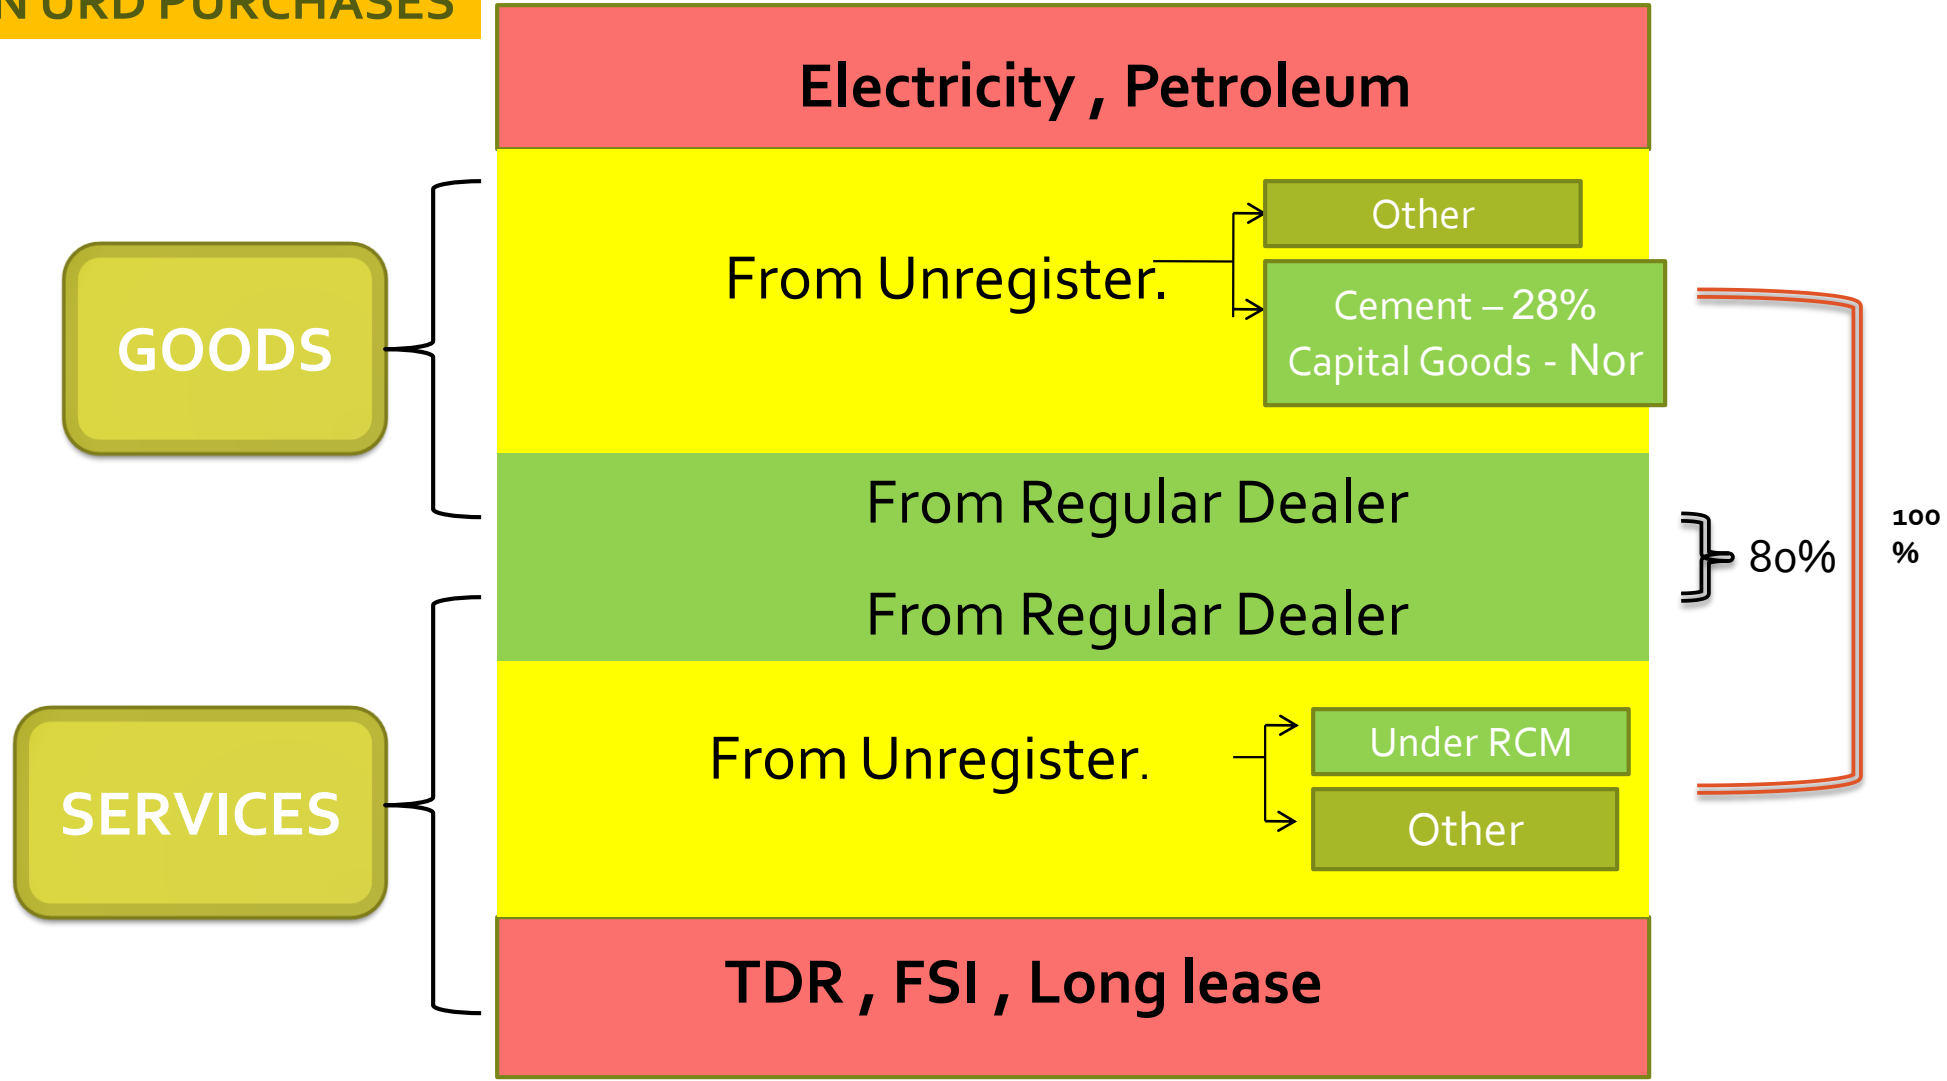 N URD PURCHASES
Electricity , Petroleum
Other
From Unregister.
Cement – 28%
Capital Goods - Nor
GOODS
From Regular Dealer
100
%
80%
From Regular Dealer
Under RCM
From Unregister.
SERVICES
Other
TDR , FSI , Long lease